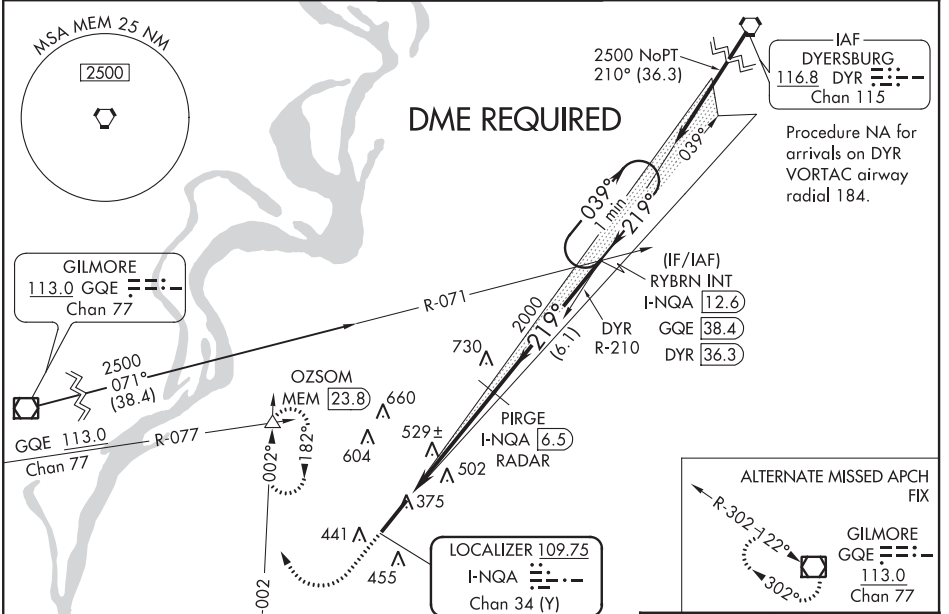 MSA MEM 25 NM
2500
DME REQUIRED
2500 NoPT
210° (36.3)
IAF
DYERSBURG
116.8 DYR
Chan 115
Procedure NA for
arrivals on DYR
VORTAC airway
radial 184.
039°
039°
1 min
219°
GILMORE
113.0 GQE
Chan 77
R-071
2500
071°
(38.4)
(IF/IAF)
RYBRN INT
I-NQA 12.6
GQE 38.4
DYR 36.3
DYR
R-210
2000
219°
(6.1)
730
OZSOM
MEM 23.8
660
604
529±
502
PIRGE
I-NQA 6.5
RADAR
GQE 113.0
Chan 77
R-077
002°
182°
375
441
455
-002
LOCALIZER 109.75
I-NQA
Chan 34 (Y)
ALTERNATE MISSED APCH
FIX
R-302
122°
302°
GILMORE
GQE
113.0
Chan 77